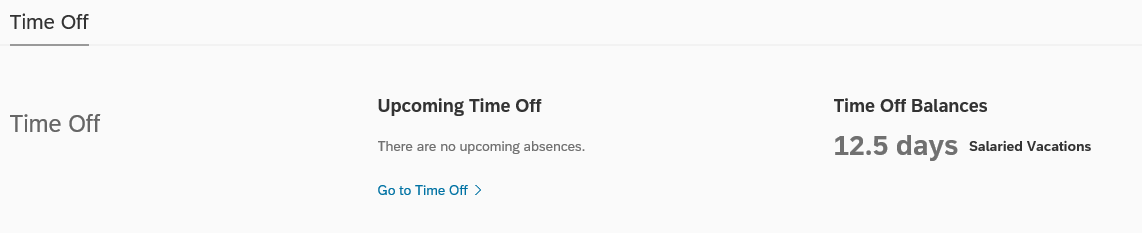 Time Off
Time Off
Upcoming Time Off
There are no upcoming absences.
Go to Time Off
Time Off Balances
12.5 days Salaried Vacations